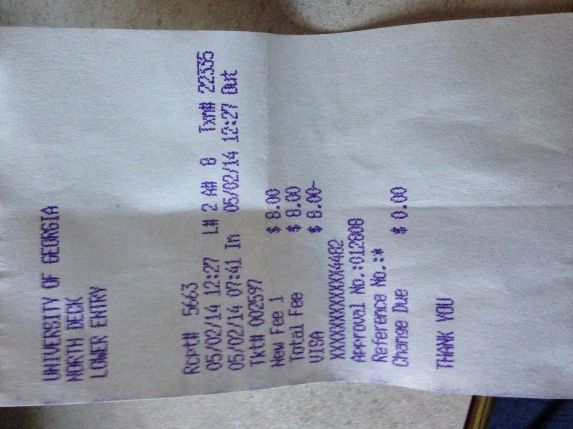 UNIVERSITY OF GEORGIA
NORTH DECK
LOWER ENTRY
Rcpt# 5663
05/02/14 12:27 L# 2 A# 8 Txn# 22335
05/02/14 07:41 In 05/02/14 12:27 Out
Tkt# 002597
New Fee 1 $ 8.00
Total Fee $ 8.00
VISA $ 8.00-
XXXXXXXXXXXX4482
Approval No.:012808
Reference No.:*
Change Due $ 0.00
THANK YOU